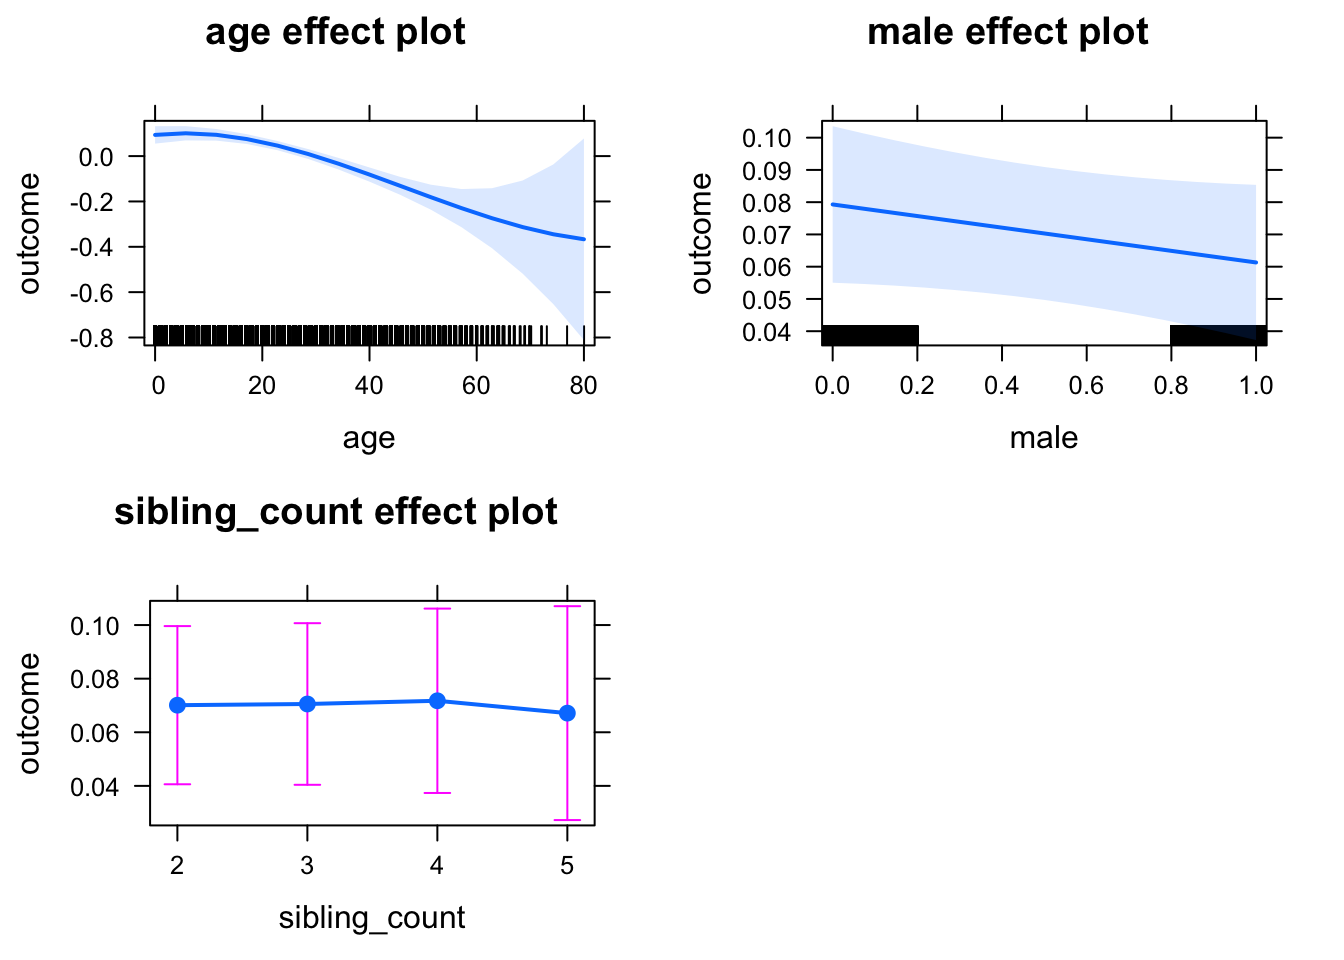 age effect plot
outcome
0.0
-0.2
-0.4
-0.6
-0.8
0 20 40 60 80
age
male effect plot
outcome
0.10
0.09
0.08
0.07
0.06
0.05
0.04
0.0 0.2 0.4 0.6 0.8 1.0
male
sibling_count effect plot
outcome
0.10
0.08
0.06
0.04
2 3 4 5
sibling_count